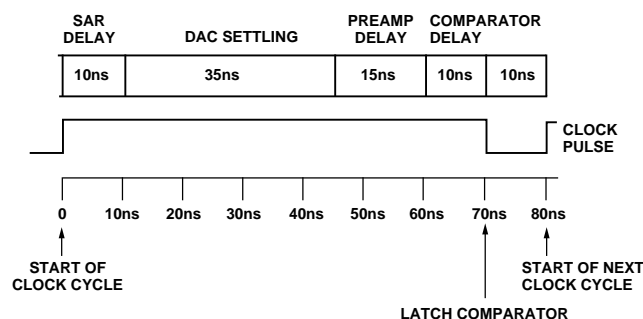 SAR
DELAY
DAC SETTLING
PREAMP
DELAY
COMPARATOR
DELAY
10ns
35ns
15ns
10ns
10ns
CLOCK
PULSE
0
10ns
20ns
30ns
40ns
50ns
60ns
70ns
80ns
START OF
CLOCK CYCLE
START OF NEXT
CLOCK CYCLE
LATCH COMPARATOR